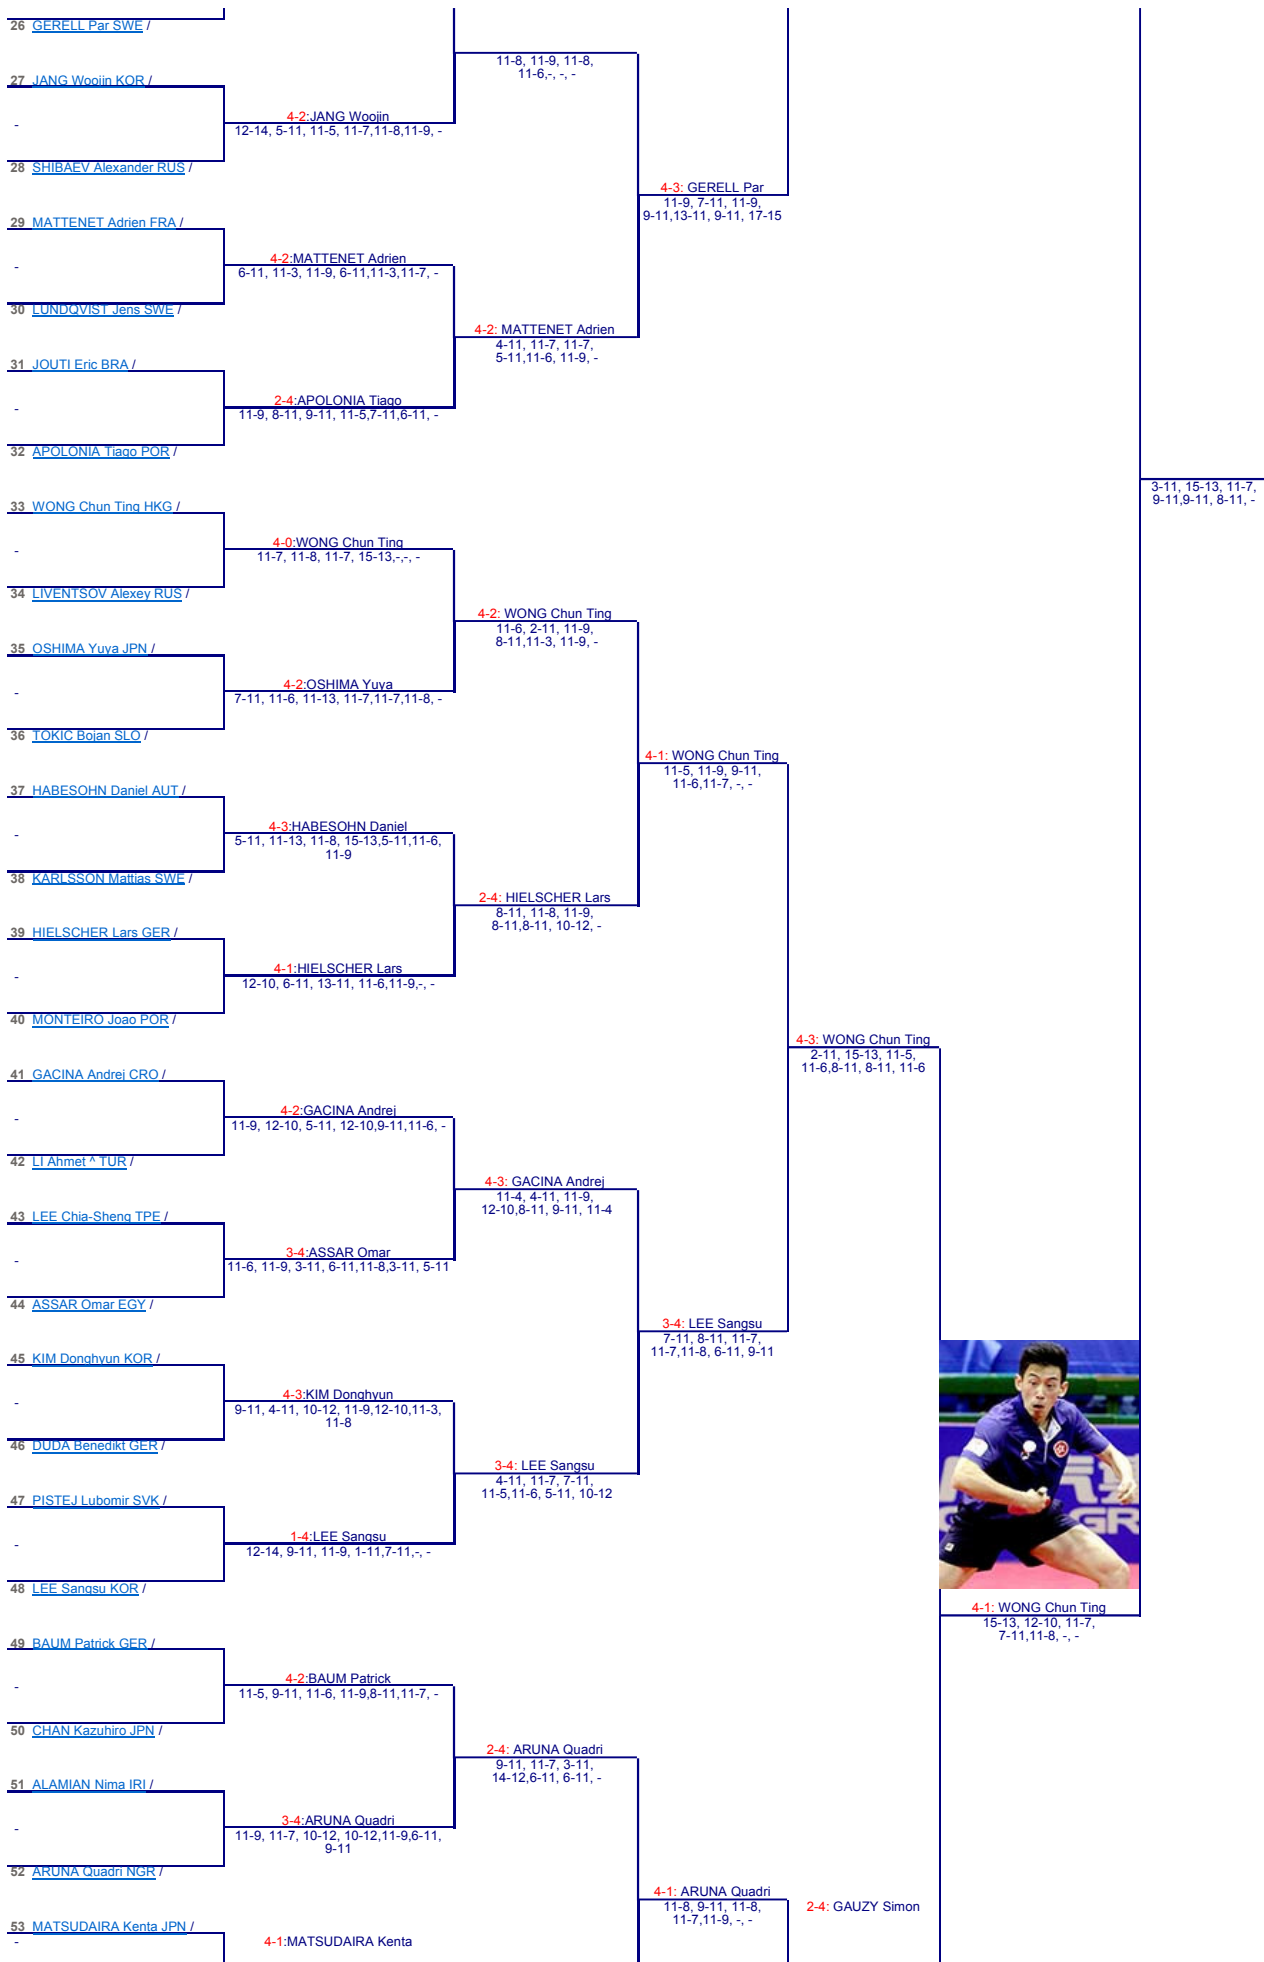 26 GERELL Par SWE /
11-8, 11-9, 11-8,
11-6,-, -, -
27 JANG Woojin KOR /
4-2:JANG Woojin
-
12-14, 5-11, 11-5, 11-7,11-8,11-9, -
28 SHIBAEV Alexander RUS /
4-3: GERELL Par
11-9, 7-11, 11-9,
9-11,13-11, 9-11, 17-15
29 MATTENET Adrien FRA /
4-2:MATTENET Adrien
-
6-11, 11-3, 11-9, 6-11,11-3,11-7, -
30 LUNDQVIST Jens SWE /
4-2: MATTENET Adrien
4-11, 11-7, 11-7,
5-11,11-6, 11-9, -
31 JOUTI Eric BRA /
2-4:APOLONIA Tiago
-
11-9, 8-11, 9-11, 11-5,7-11,6-11, -
32 APOLONIA Tiago POR /
3-11, 15-13, 11-7,
9-11,9-11, 8-11, -
33 WONG Chun Ting HKG /
4-0:WONG Chun Ting
-
11-7, 11-8, 11-7, 15-13,-,-, -
34 LIVENTSOV Alexey RUS /
4-2: WONG Chun Ting
11-6, 2-11, 11-9,
8-11,11-3, 11-9, -
35 OSHIMA Yuya JPN /
4-2:OSHIMA Yuya
-
7-11, 11-6, 11-13, 11-7,11-7,11-8, -
36 TOKIC Bojan SLO /
4-1: WONG Chun Ting
11-5, 11-9, 9-11,
11-6,11-7, -, -
37 HABESOHN Daniel AUT /
4-3:HABESOHN Daniel
-
5-11, 11-13, 11-8, 15-13,5-11,11-6,
11-9
38 KARLSSON Mattias SWE /
2-4: HIELSCHER Lars
8-11, 11-8, 11-9,
8-11,8-11, 10-12, -
39 HIELSCHER Lars GER /
4-1:HIELSCHER Lars
-
12-10, 6-11, 13-11, 11-6,11-9,-, -
40 MONTEIRO Joao POR /
4-3: WONG Chun Ting
2-11, 15-13, 11-5,
11-6,8-11, 8-11, 11-6
41 GACINA Andrej CRO /
4-2:GACINA Andrej
-
11-9, 12-10, 5-11, 12-10,9-11,11-6, -
42 LI Ahmet ^ TUR /
4-3: GACINA Andrej
11-4, 4-11, 11-9,
12-10,8-11, 9-11, 11-4
43 LEE Chia-Sheng TPE /
3-4:ASSAR Omar
-
11-6, 11-9, 3-11, 6-11,11-8,3-11, 5-11
44 ASSAR Omar EGY /
3-4: LEE Sangsu
7-11, 8-11, 11-7,
11-7,11-8, 6-11, 9-11
45 KIM Donghyun KOR /
4-3:KIM Donghyun
-
9-11, 4-11, 10-12, 11-9,12-10,11-3,
11-8
46 DUDA Benedikt GER /
3-4: LEE Sangsu
4-11, 11-7, 7-11,
11-5,11-6, 5-11, 10-12
47 PISTEJ Lubomir SVK /
1-4:LEE Sangsu
-
12-14, 9-11, 11-9, 1-11,7-11,-, -
48 LEE Sangsu KOR /
GR
4-1: WONG Chun Ting
15-13, 12-10, 11-7,
7-11,11-8, -, -
49 BAUM Patrick GER /
4-2:BAUM Patrick
-
11-5, 9-11, 11-6, 11-9,8-11,11-7, -
50 CHAN Kazuhiro JPN /
2-4: ARUNA Quadri
9-11, 11-7, 3-11,
14-12,6-11, 6-11, -
51 ALAMIAN Nima IRI /
3-4:ARUNA Quadri
-
11-9, 11-7, 10-12, 10-12,11-9,6-11,
9-11
52 ARUNA Quadri NGR /
4-1: ARUNA Quadri
11-8, 9-11, 11-8,
11-7,11-9, -, -
2-4: GAUZY Simon
53 MATSUDAIRA Kenta JPN /
-
4-1:MATSUDAIRA Kenta